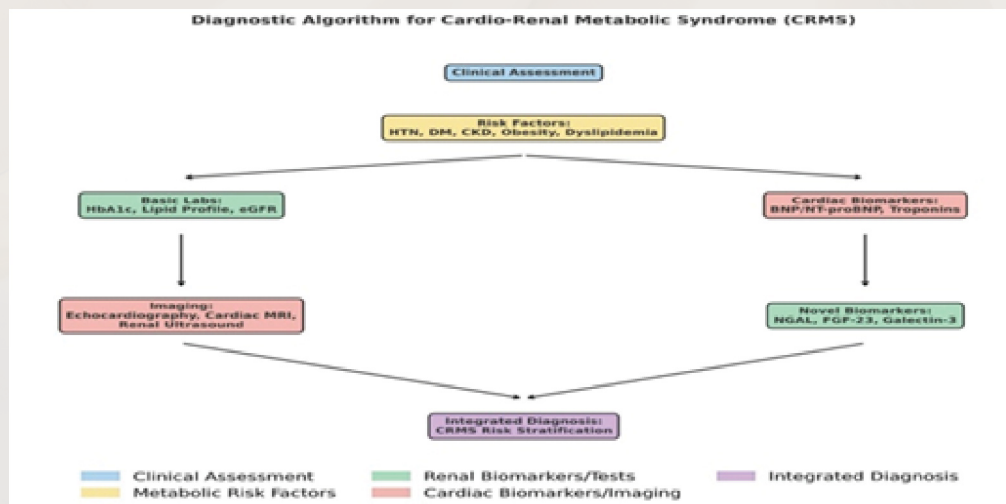 Diagnostic Algorithm for Cardio-Renal Metabolic Syndrome (CRMS)
Clinical Assessment
Risk Factors:
HTN, DM, CKD, Obesity, Dyslipidemia
Basic Labs:
HbA1c, Lipid Profile, eGFR
Cardiac Biomarkers:
BNP/NT-proBNP, Troponins
Imaging:
Echocardiography, Cardiac MRI,
Renal Ultrasound
Novel Biomarkers:
NGAL, FGF-23, Galectin-3
Integrated Diagnosis:
CRMS Risk Stratification
Clinical Assessment
Metabolic Risk Factors
Renal Biomarkers/Tests
Cardiac Biomarkers/Imaging
Integrated Diagnosis